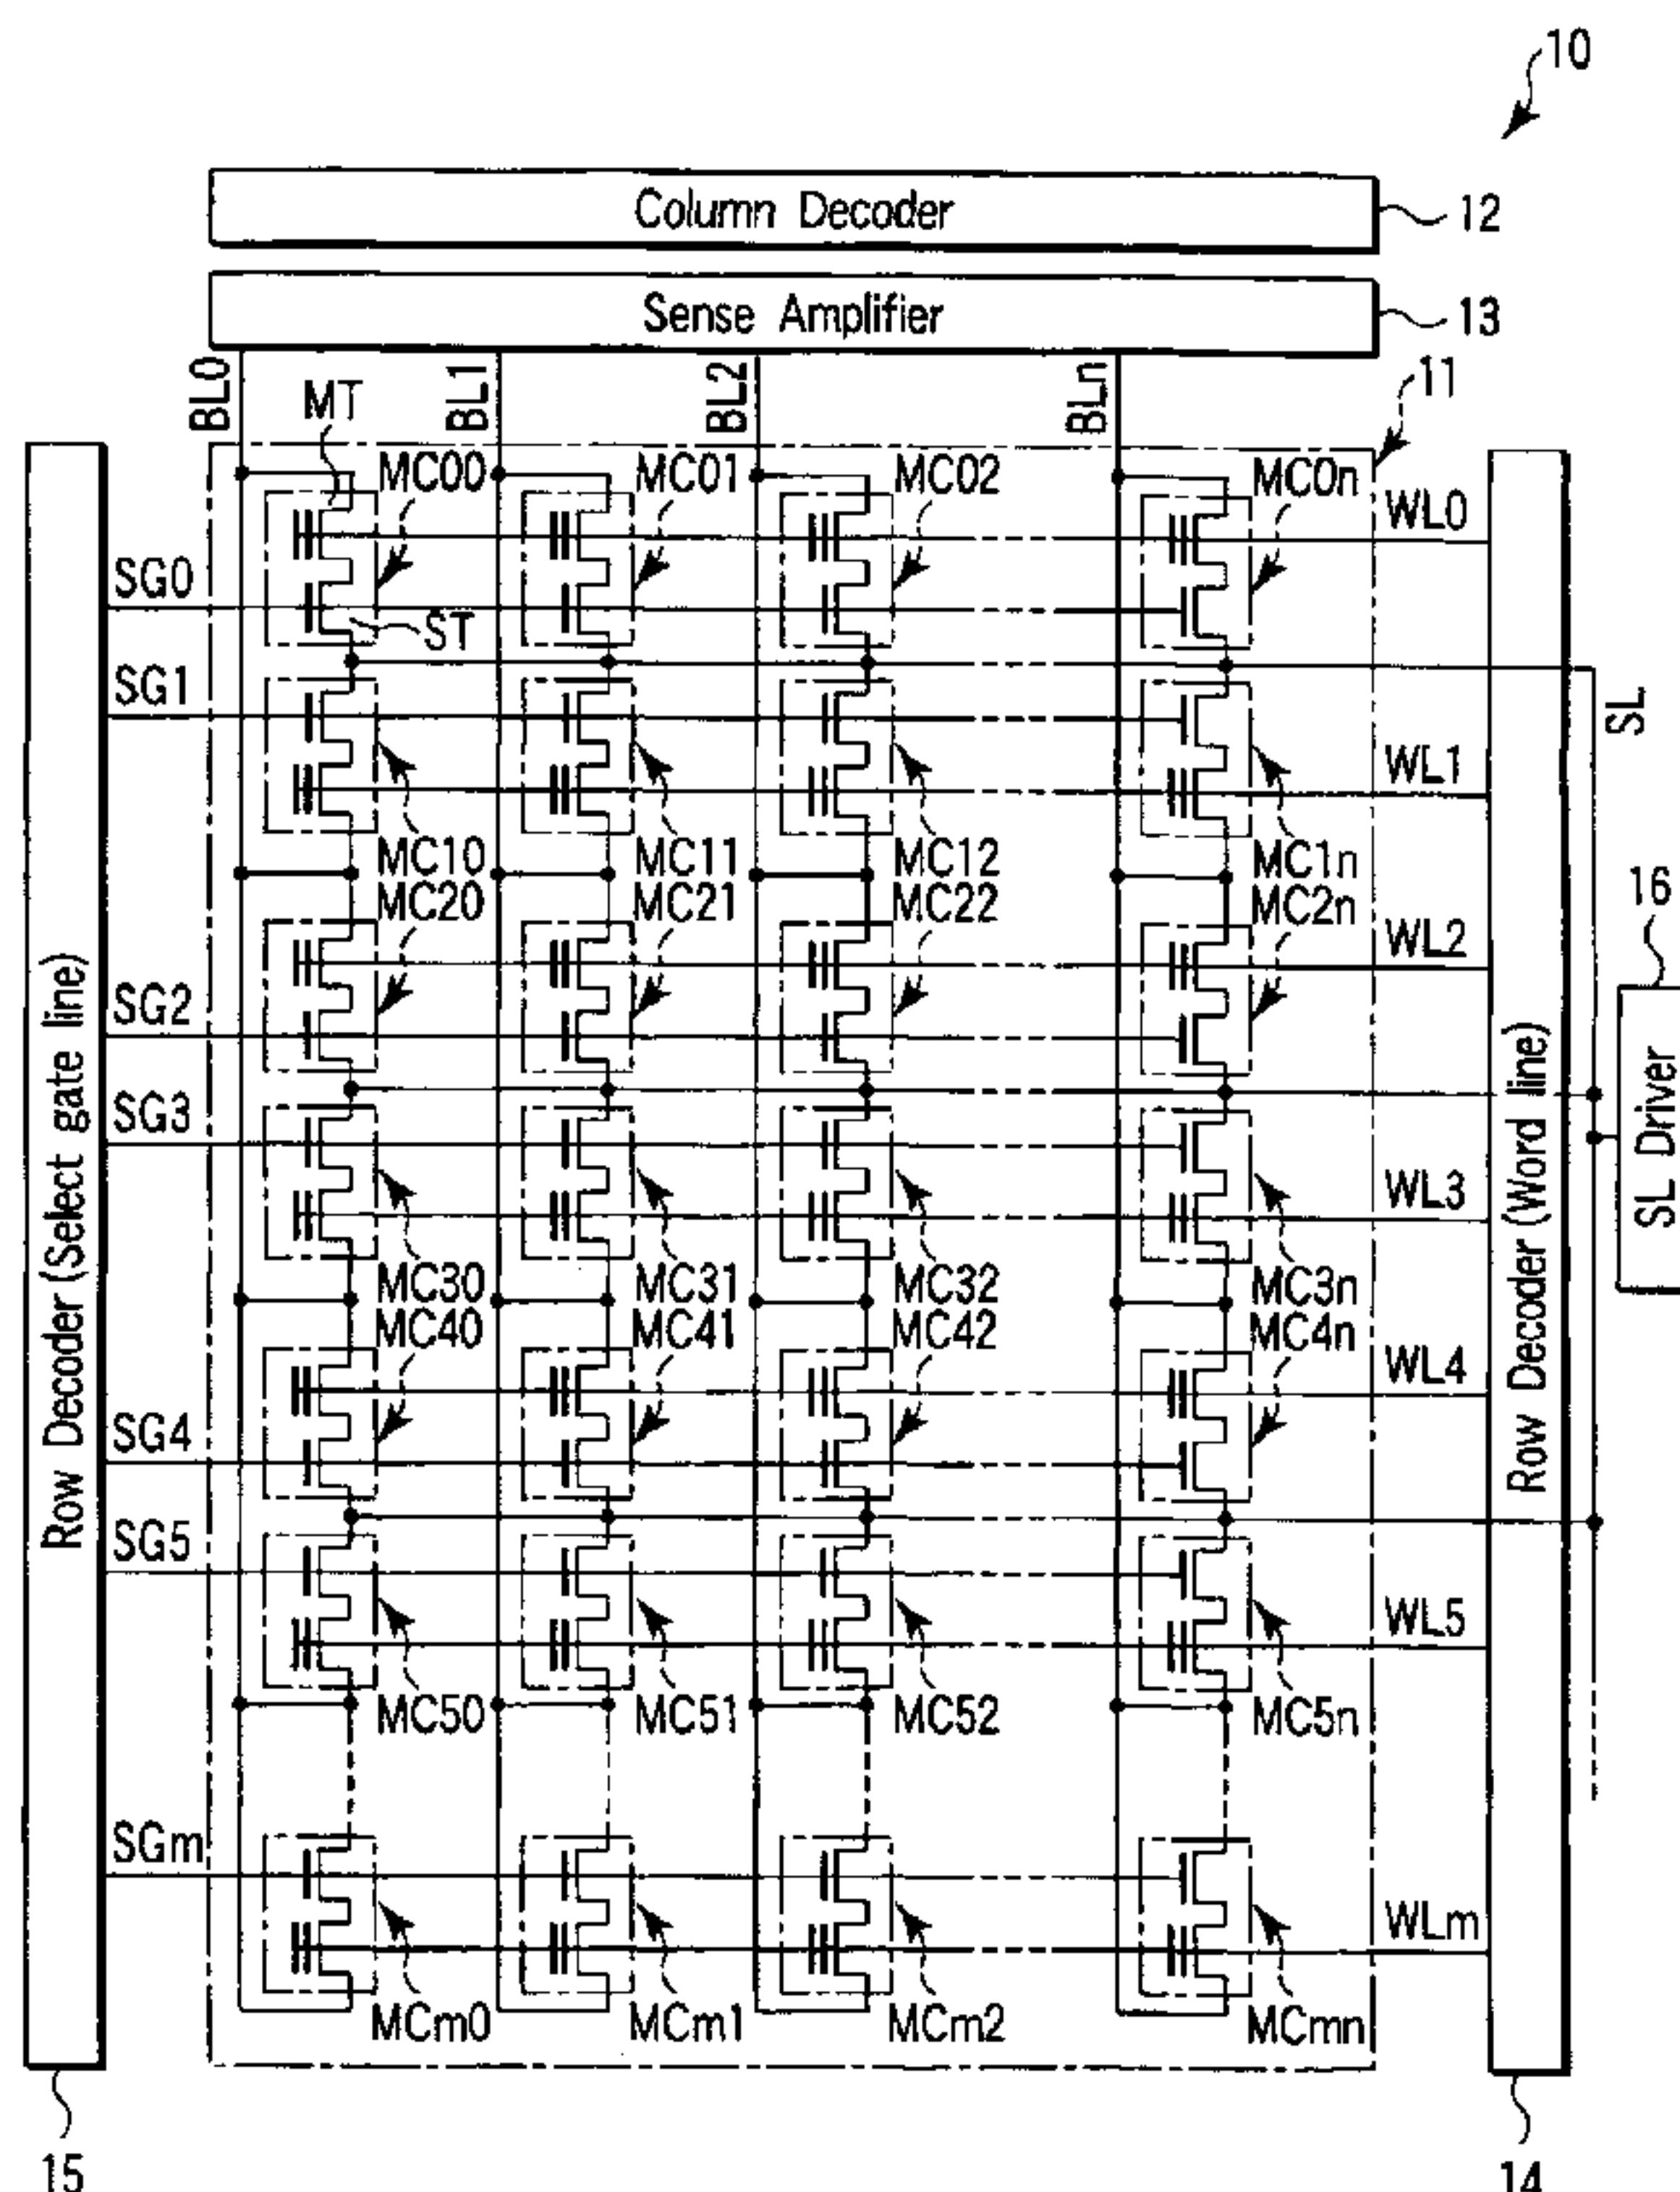 10
Column Decoder
12
Sense Amplifier
13
BL0
BL1
BL2
BLn
11
MT
MC00
MC01
MC02
MC0n
WL0
SG0
ST
SG1
SL
WL1
MC10
MC11
MC12
MC1n
MC20
MC21
MC22
MC2n
16
WL2
SG2
Row Decoder (Select gate line)
Row Decoder (Word line)
SL Driver
SG3
WL3
MC30
MC31
MC32
MC3n
MC40
MC41
MC42
MC4n
WL4
SG4
SG5
WL5
MC50
MC51
MC52
MC5n
SGm
WLm
MCm0
MCm1
MCm2
MCmn
15
14